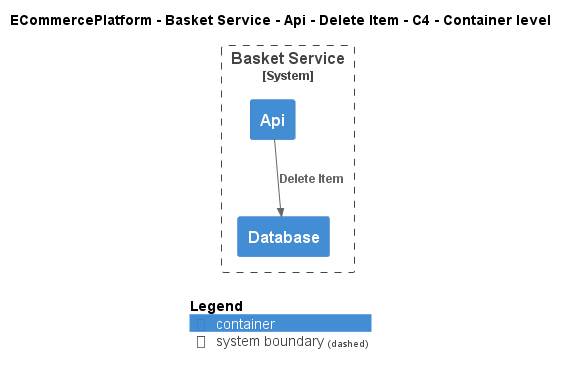 ECommercePlatform - Basket Service - Api - Delete Item - C4 - Container level
Basket Service
[System]
Api
Delete Item
Database
Legend
container
system boundary (dashed)